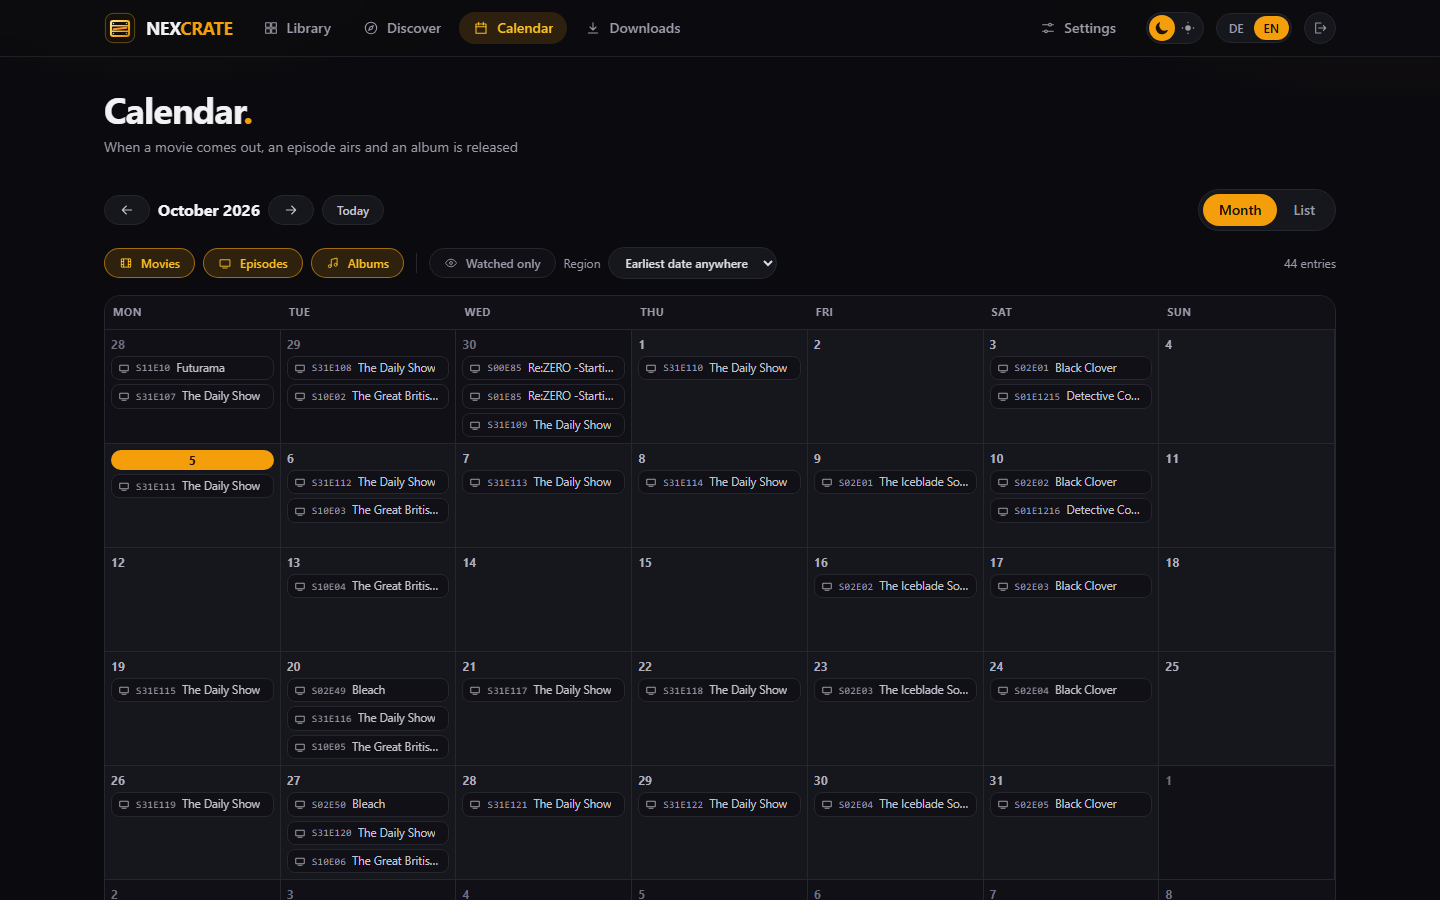 NEXCRATE Library Discover Calendar Downloads Settings DE EN
Calendar.
When a movie comes out, an episode airs and an album is released
October 2026 Today Month List
Movies Episodes Albums Watched only Region Earliest date anywhere 44 entries
MON TUE WED THU FRI SAT SUN
28 29 30 1 2 3 4
S11E10 Futurama S31E108 The Daily Show S00E85 Re:ZERO -Starti... S31E110 The Daily Show S02E01 Black Clover
S31E107 The Daily Show S10E02 The Great Britis... S01E85 Re:ZERO -Starti... S01E1215 Detective Co...
S31E109 The Daily Show
5 6 7 8 9 10 11
S31E111 The Daily Show S31E112 The Daily Show S31E113 The Daily Show S31E114 The Daily Show S02E01 The Iceblade So... S02E02 Black Clover
S10E03 The Great Britis... S01E1216 Detective Co...
12 13 14 15 16 17 18
S10E04 The Great Britis... S02E02 The Iceblade So... S02E03 Black Clover
19 20 21 22 23 24 25
S31E115 The Daily Show S02E49 Bleach S31E117 The Daily Show S31E118 The Daily Show S02E03 The Iceblade So... S02E04 Black Clover
S31E116 The Daily Show
S10E05 The Great Britis...
26 27 28 29 30 31 1
S31E119 The Daily Show S02E50 Bleach S31E121 The Daily Show S31E122 The Daily Show S02E04 The Iceblade So... S02E05 Black Clover
S31E120 The Daily Show
S10E06 The Great Britis...
2 3 4 5 6 7 8